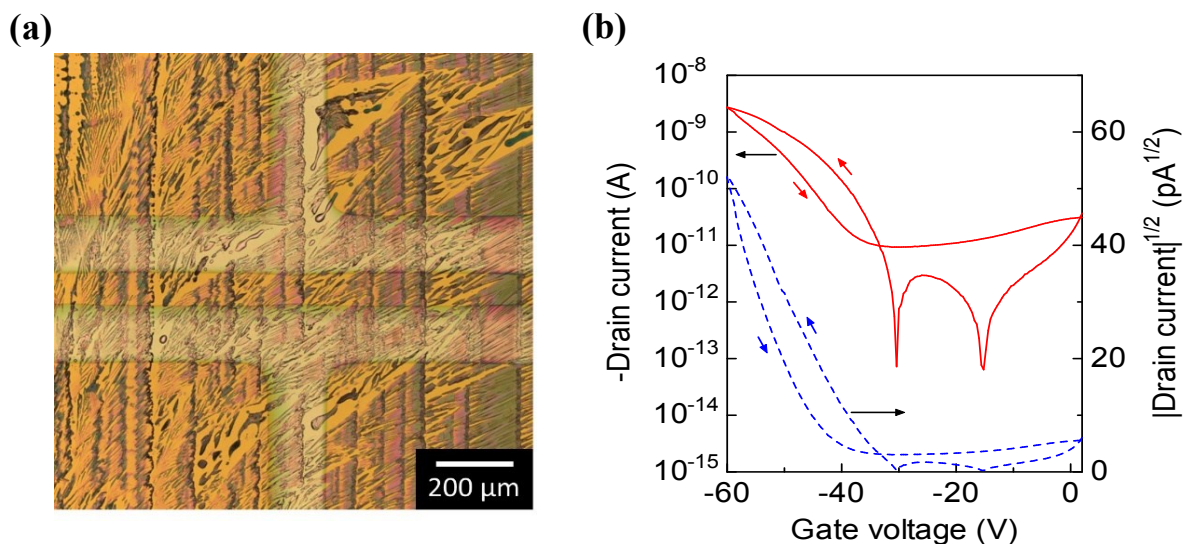 (a)
(b)
200 μm
10⁻⁸
10⁻⁹
10⁻¹⁰
10⁻¹¹
10⁻¹²
10⁻¹³
10⁻¹⁴
10⁻¹⁵
-Drain current (A)
60
40
20
0
|Drain current|^1/2 (pA^1/2)
-60
-40
-20
0
Gate voltage (V)